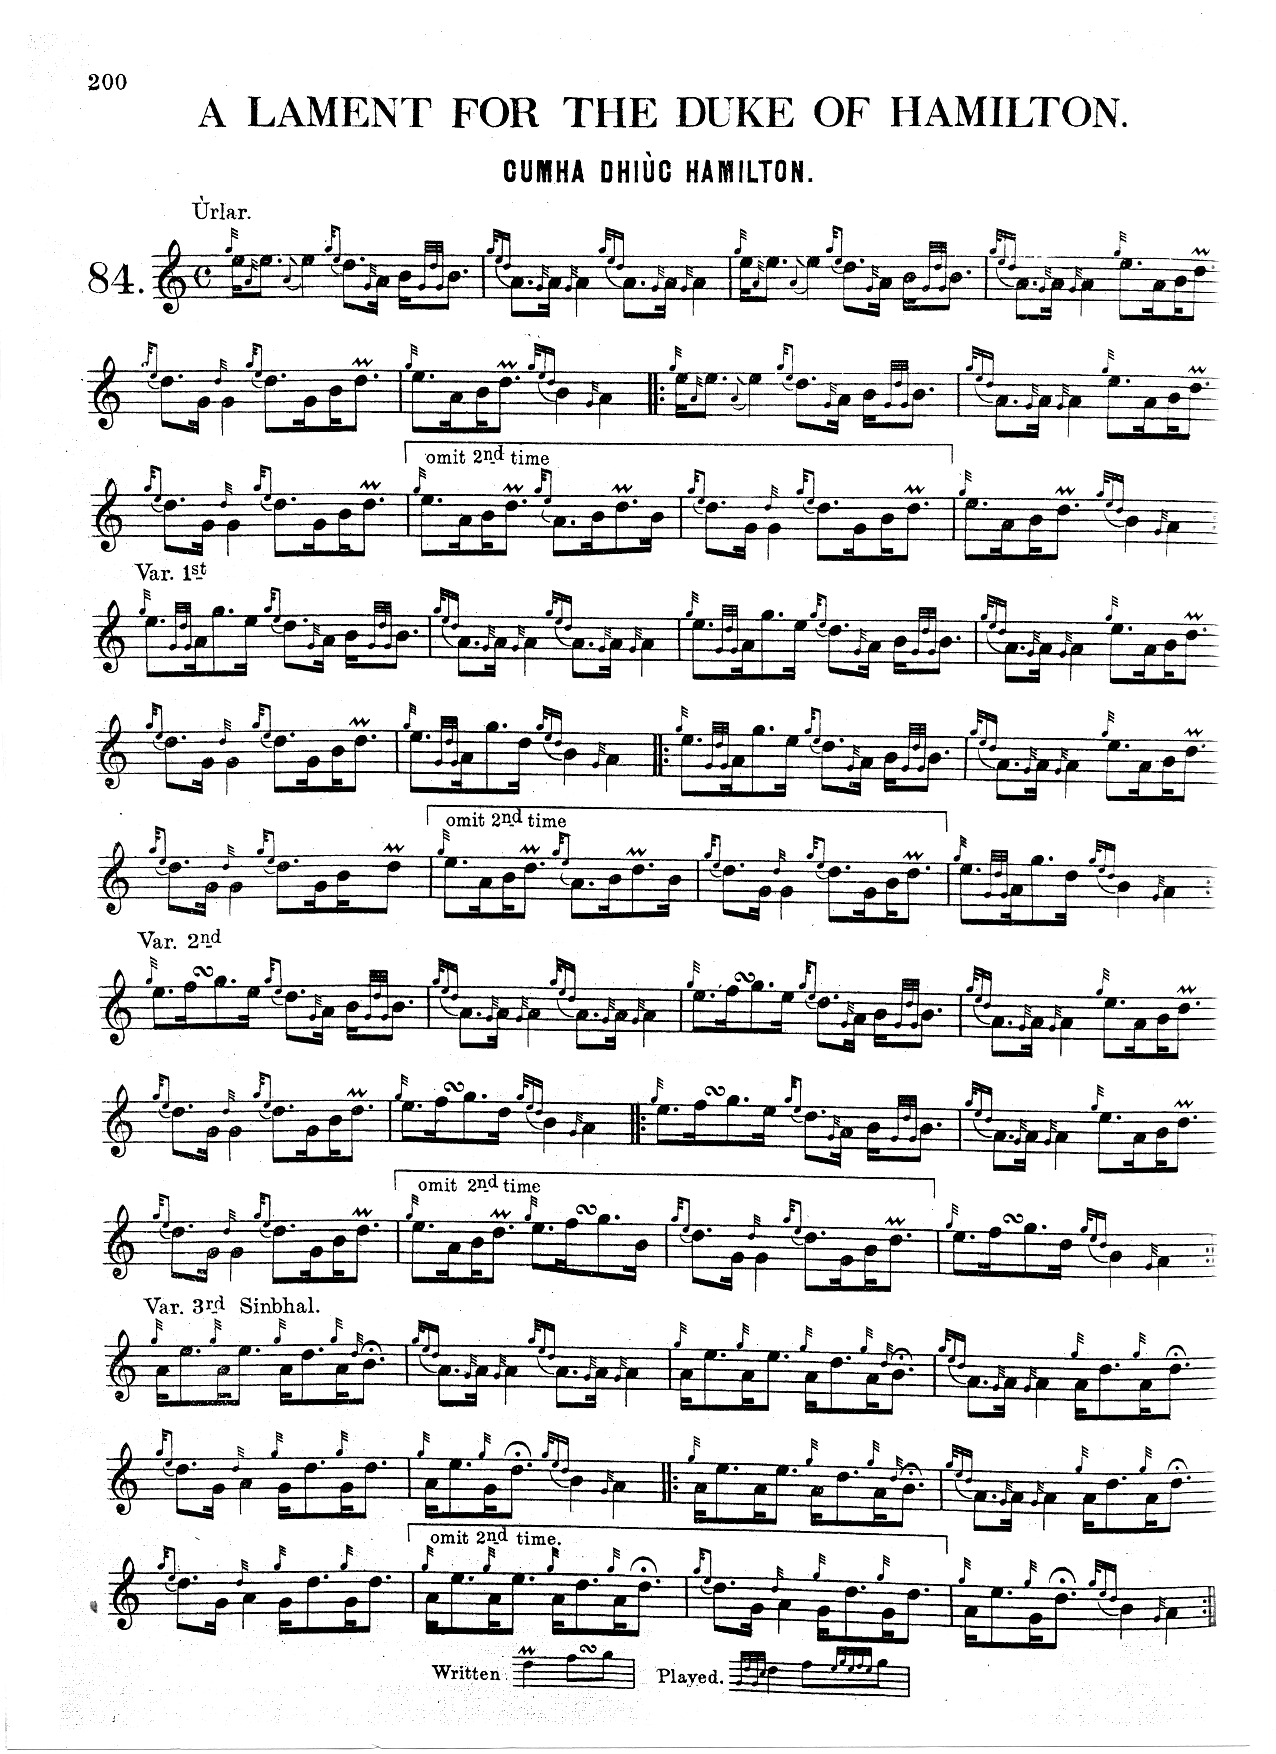 200
A LAMENT FOR THE DUKE OF HAMILTON.
CUMHA DHIÙC HAMILTON.
Ùrlar.
84.
omit 2nd time
Var. 1st
omit 2nd time
Var. 2nd
omit 2nd time
Var. 3rd Sinbhal.
omit 2nd time.
Written Played.